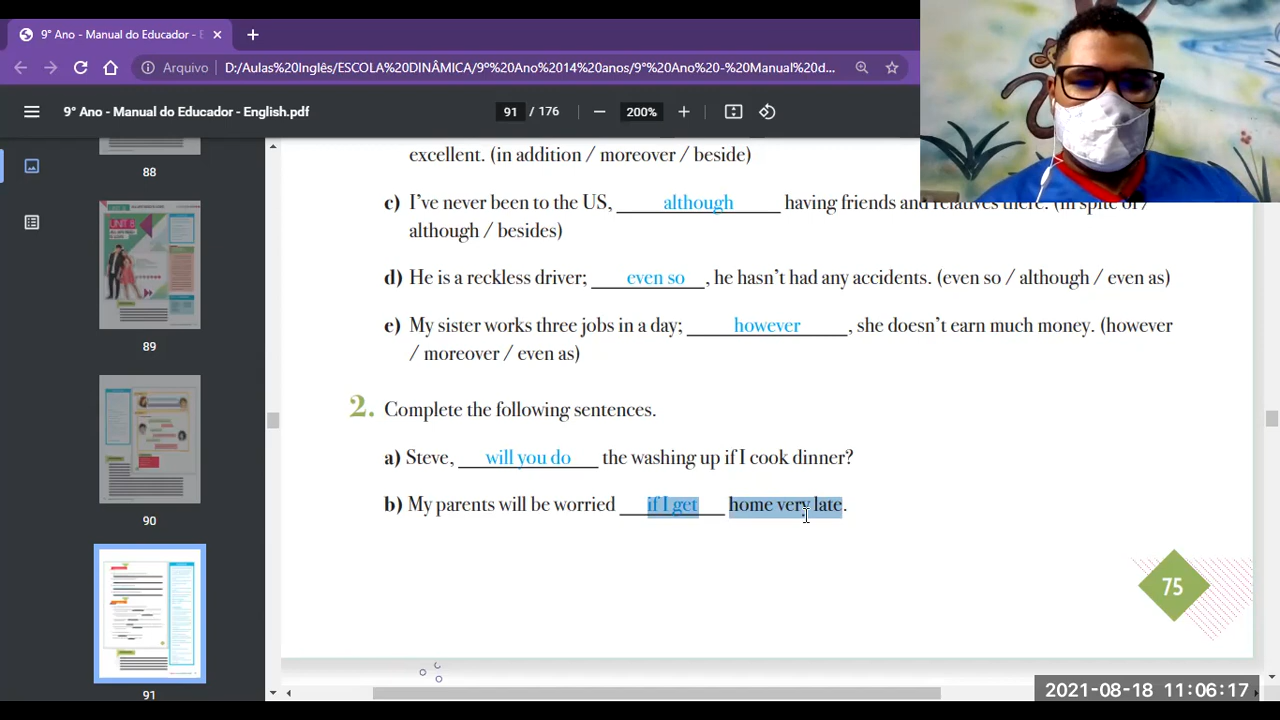 9° Ano - Manual do Educador - E
Arquivo
D:/Aulas%20Inglês/ESCOLA%20DINÂMICA/9º%20Ano%2014%20anos/9°%20Ano%20-%20Manual%20d...
9° Ano - Manual do Educador - English.pdf
91 / 176
200%
88
UNIT 6
89
90
91
excellent. (in addition / moreover / beside)
c) I've never been to the US, although having friends and relatives there. (in spite of /
although / besides)
d) He is a reckless driver; even so, he hasn't had any accidents. (even so / although / even as)
e) My sister works three jobs in a day; however, she doesn't earn much money. (however
/ moreover / even as)
2. Complete the following sentences.
a) Steve, will you do the washing up if I cook dinner?
b) My parents will be worried if I get home very late.
75
2021-08-18 11:06:17